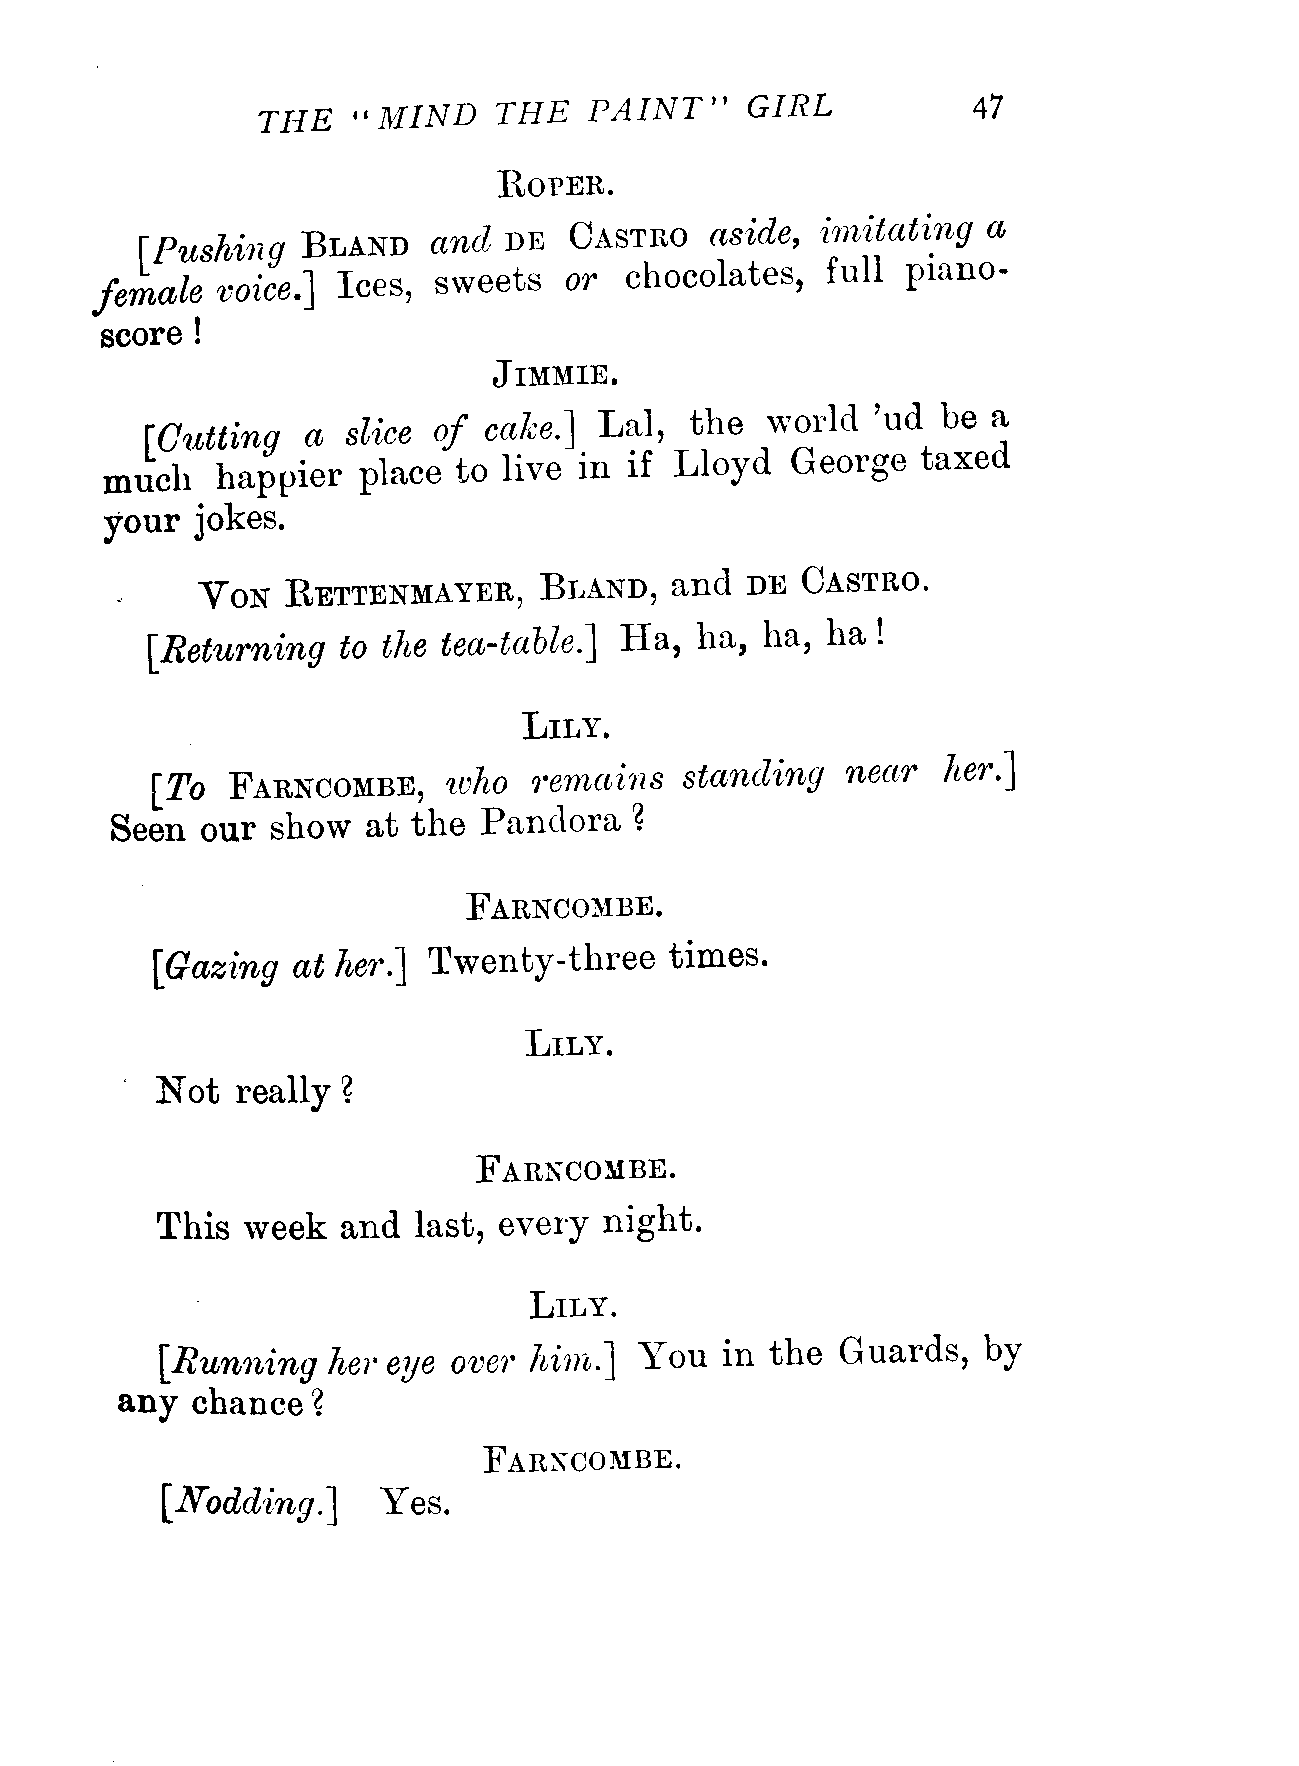 THE "MIND THE PAINT" GIRL 47
ROPER.
[Pushing BLAND and DE CASTRO aside, imitating a
female voice.] Ices, sweets or chocolates, full piano-
score !
JIMMIE.
[Cutting a slice of cake.] Lal, the world 'ud be a
much happier place to live in if Lloyd George taxed
your jokes.
VON RETTENMAYER, BLAND, and DE CASTRO.
[Returning to the tea-table.] Ha, ha, ha, ha !
LILY.
[To FARNCOMBE, who remains standing near her.]
Seen our show at the Pandora ?
FARNCOMBE.
[Gazing at her.] Twenty-three times.
LILY.
Not really ?
FARNCOMBE.
This week and last, every night.
LILY.
[Running her eye over him.] You in the Guards, by
any chance ?
FARNCOMBE.
[Nodding.] Yes.